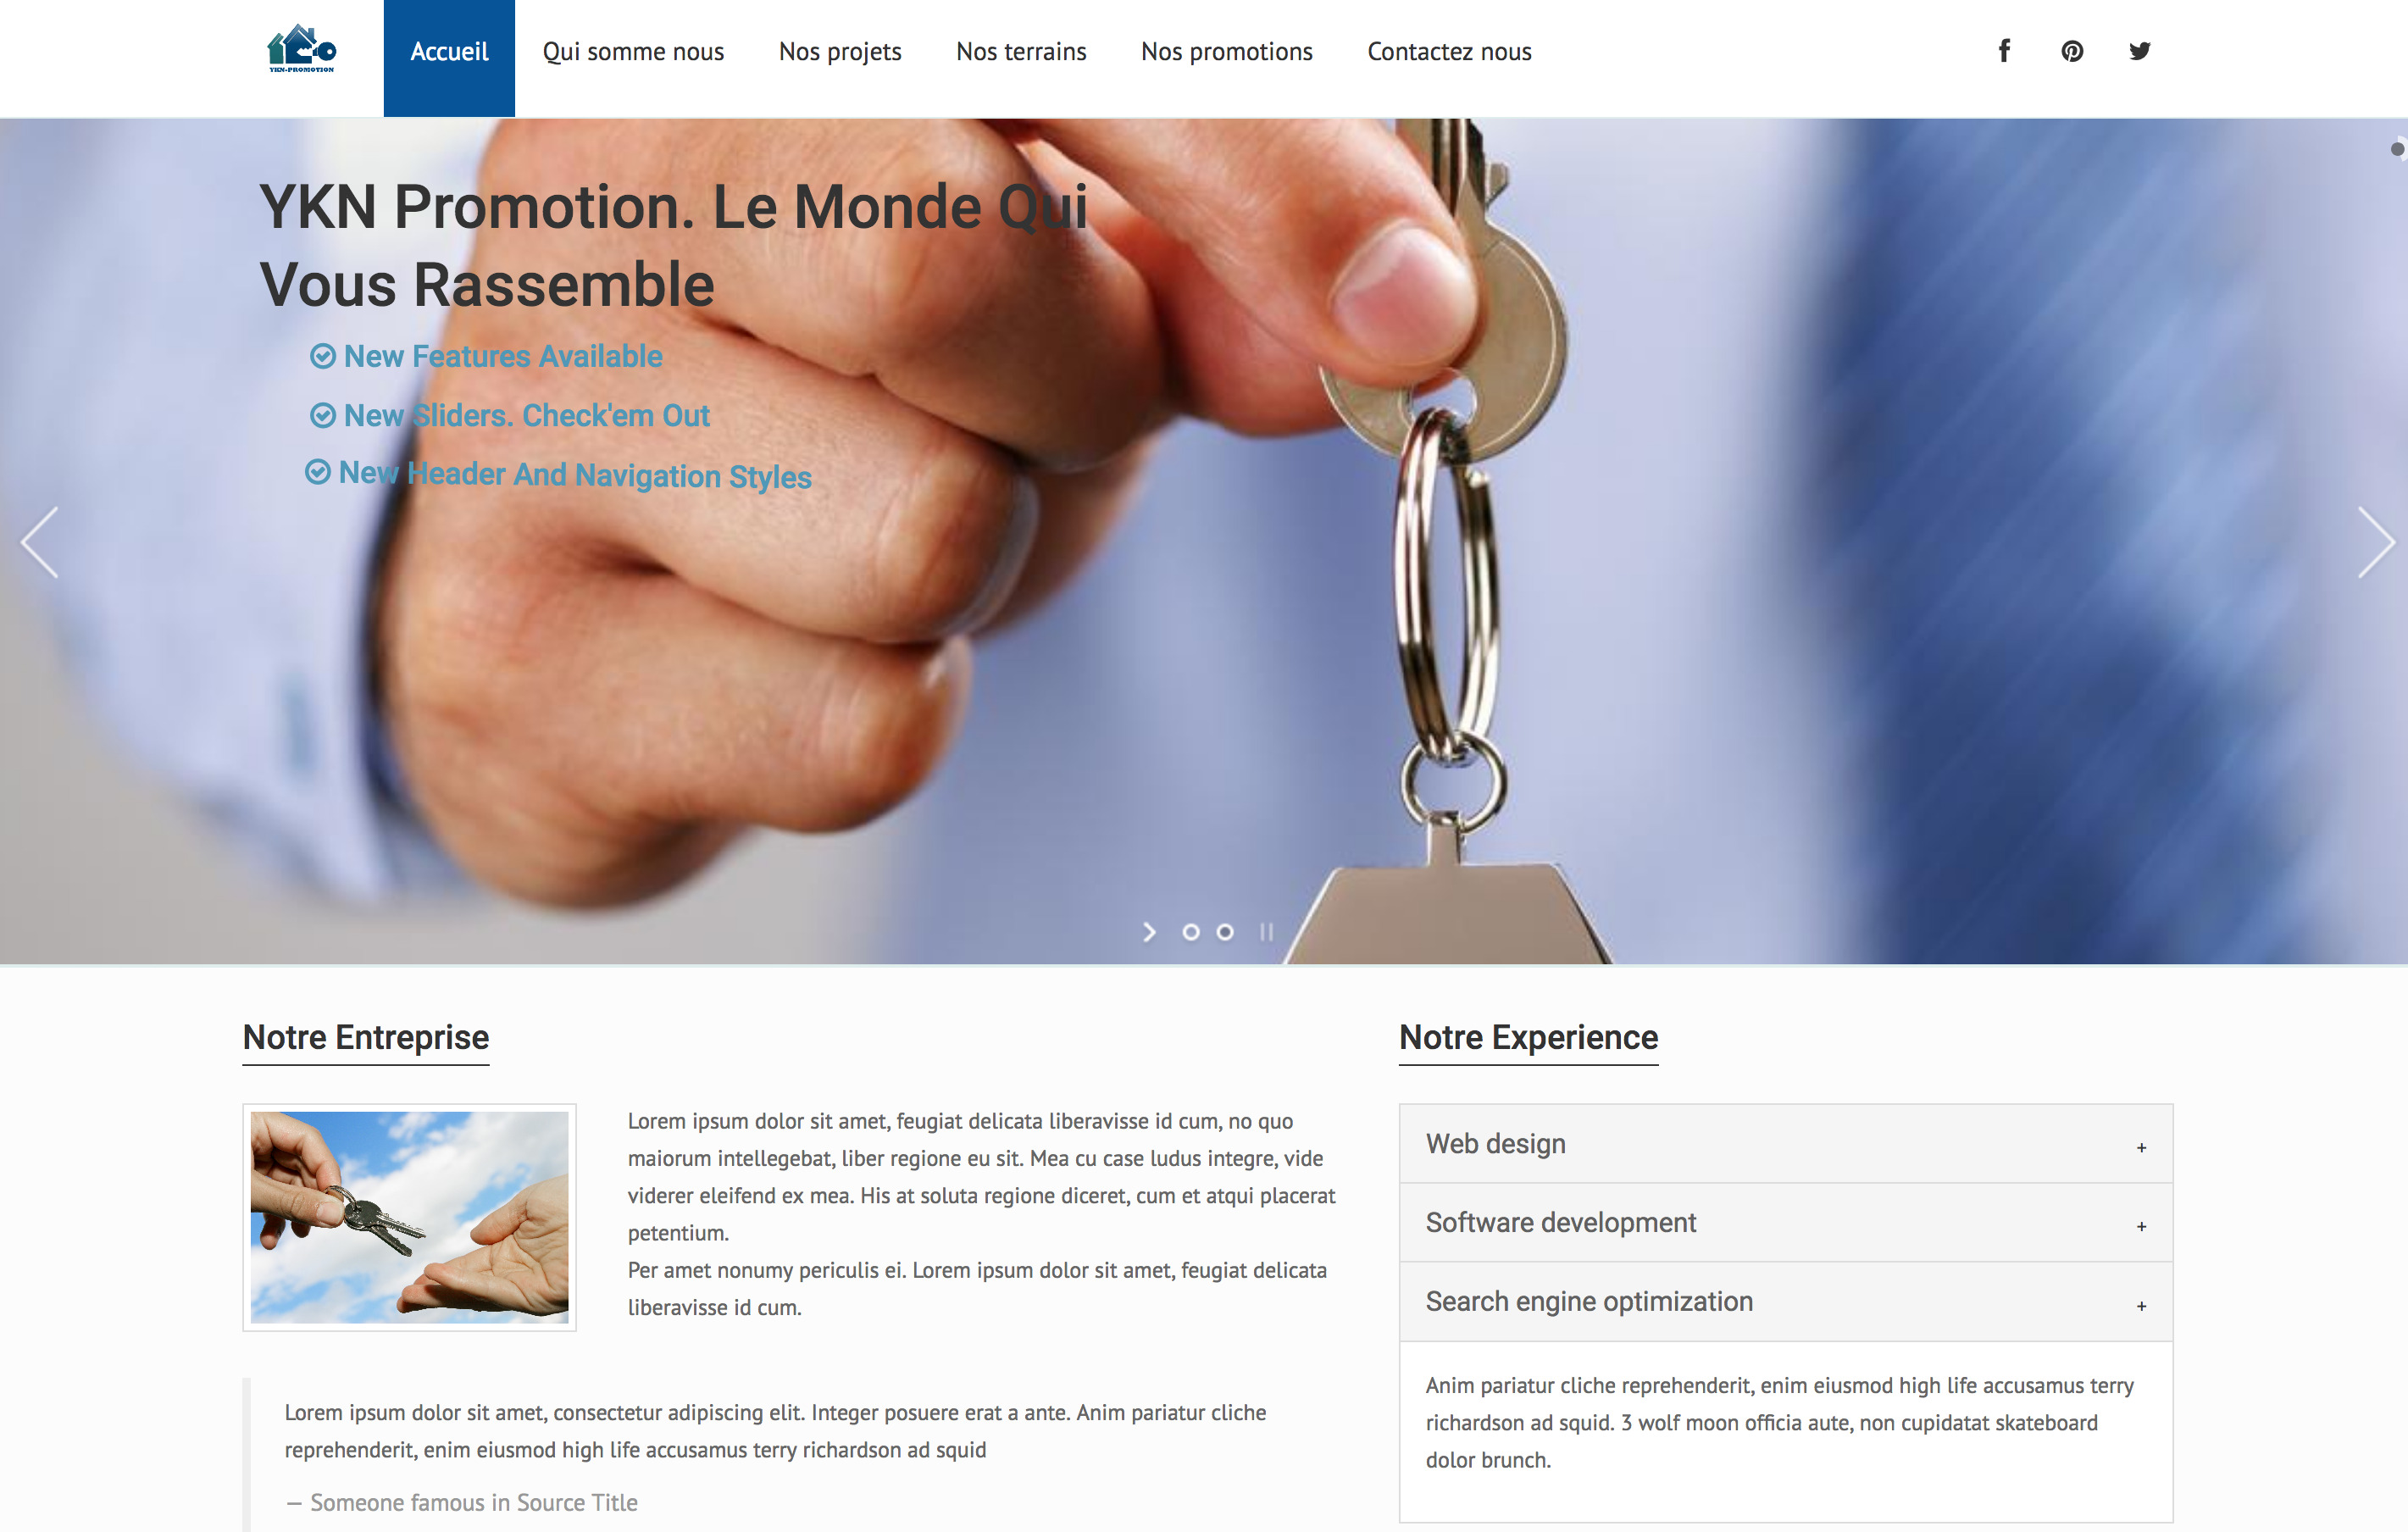 YKN-PROMOTION
Accueil
Qui somme nous
Nos projets
Nos terrains
Nos promotions
Contactez nous
YKN Promotion. Le Monde Qui
Vous Rassemble
New Features Available
New Sliders. Check'em Out
New Header And Navigation Styles
Notre Entreprise
Lorem ipsum dolor sit amet, feugiat delicata liberavisse id cum, no quo
maiorum intellegebat, liber regione eu sit. Mea cu case ludus integre, vide
viderer eleifend ex mea. His at soluta regione diceret, cum et atqui placerat
petentium.
Per amet nonumy periculis ei. Lorem ipsum dolor sit amet, feugiat delicata
liberavisse id cum.
Lorem ipsum dolor sit amet, consectetur adipiscing elit. Integer posuere erat a ante. Anim pariatur cliche
reprehenderit, enim eiusmod high life accusamus terry richardson ad squid
— Someone famous in Source Title
Notre Experience
Web design +
Software development +
Search engine optimization +
Anim pariatur cliche reprehenderit, enim eiusmod high life accusamus terry
richardson ad squid. 3 wolf moon officia aute, non cupidatat skateboard
dolor brunch.